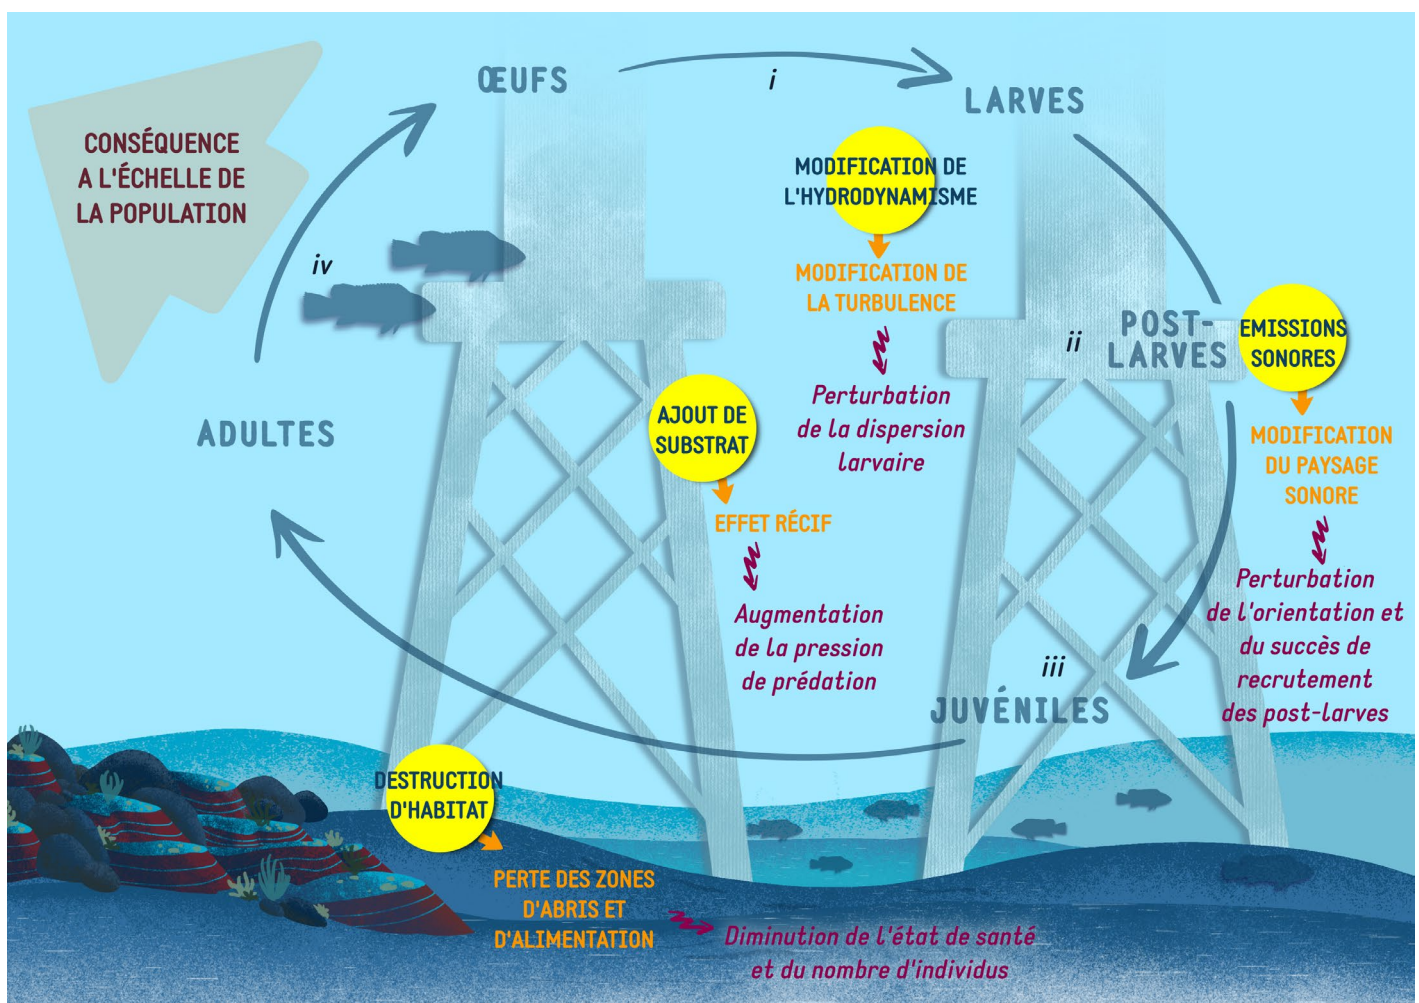 CONSÉQUENCE
A L'ÉCHELLE DE
LA POPULATION
ŒUFS
i
LARVES
MODIFICATION DE
L'HYDRODYNAMISME
MODIFICATION DE
LA TURBULENCE
Perturbation
de la dispersion
larvaire
iv
ii
POST-
LARVES
EMISSIONS
SONORES
MODIFICATION
DU PAYSAGE
SONORE
Perturbation
de l'orientation et
du succès de
recrutement
des post-larves
ADULTES
AJOUT DE
SUBSTRAT
EFFET RÉCIF
Augmentation
de la pression
de prédation
iii
JUVÉNILES
DESTRUCTION
D'HABITAT
PERTE DES ZONES
D'ABRIS ET
D'ALIMENTATION
Diminution de l'état de santé
et du nombre d'individus